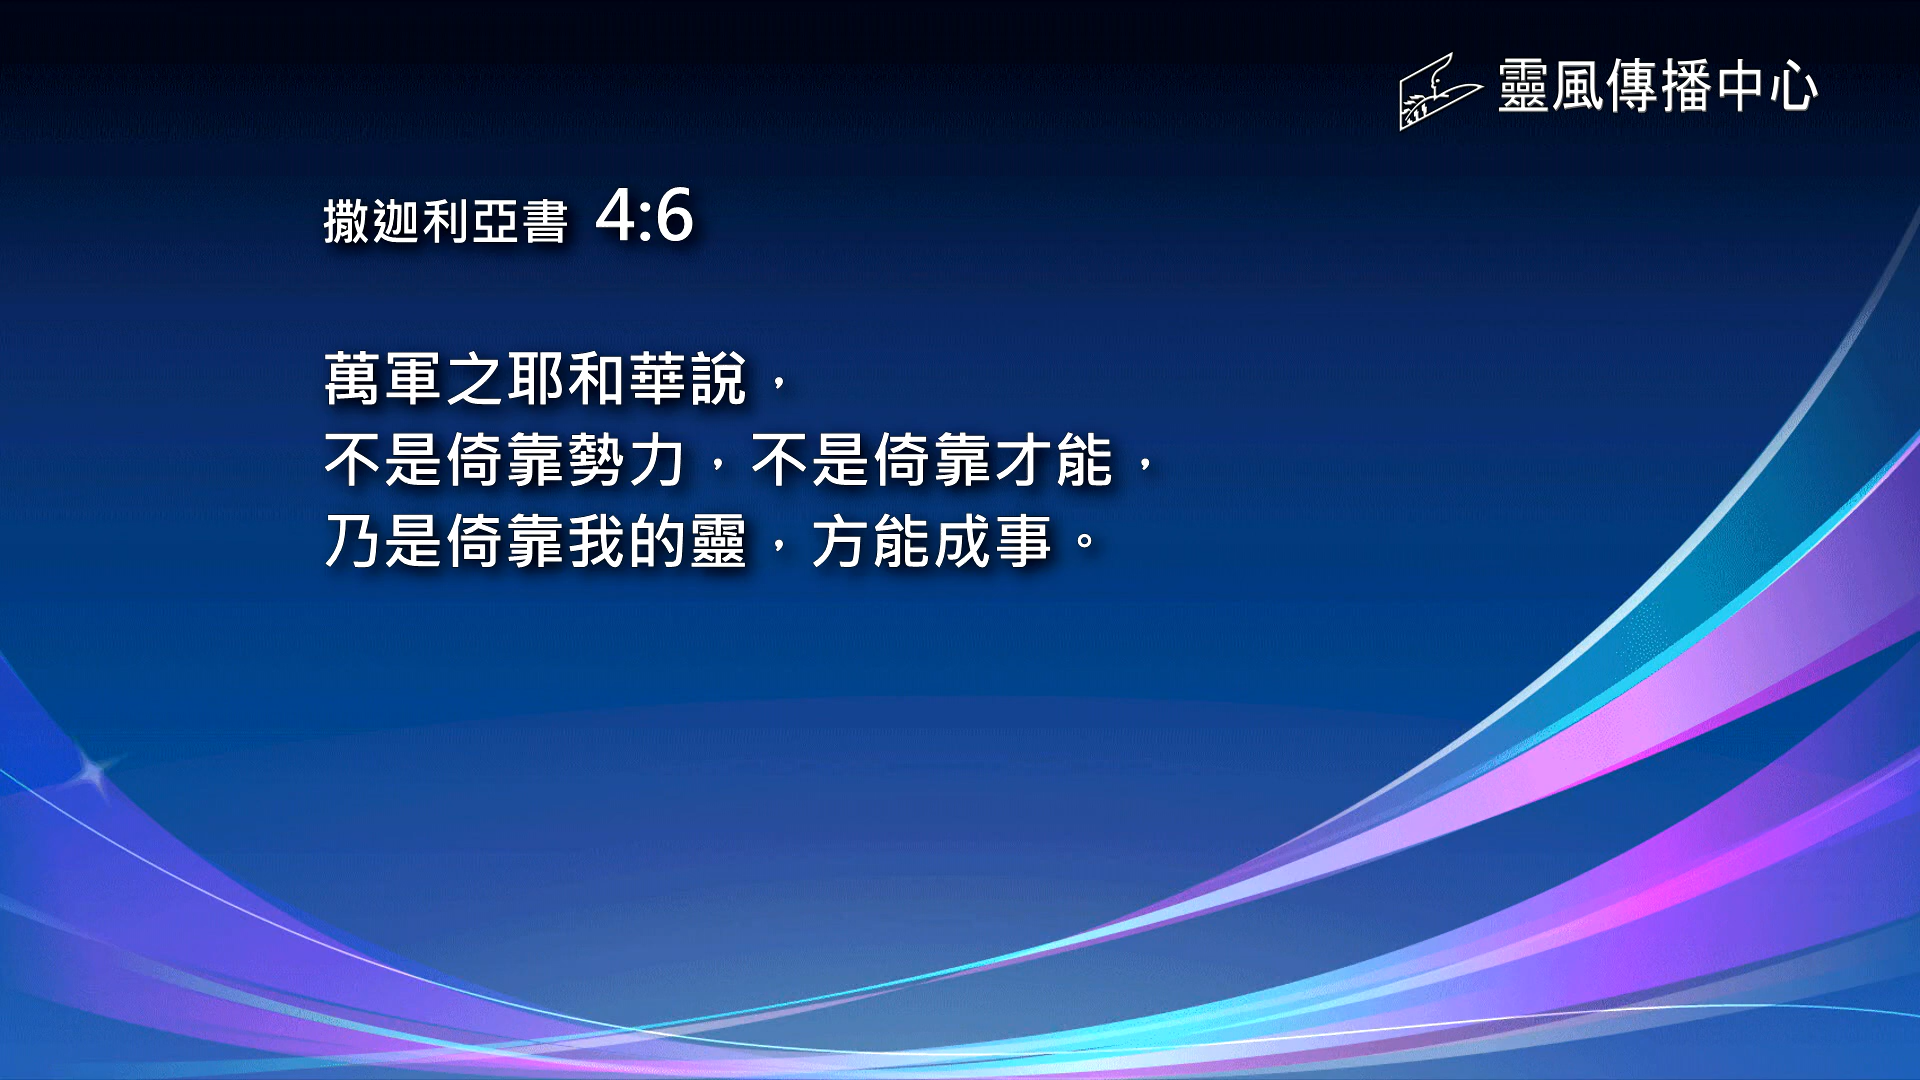 靈風傳播中心
撒迦利亞書 4:6
萬軍之耶和華說，
不是倚靠勢力，不是倚靠才能，
乃是倚靠我的靈，方能成事。